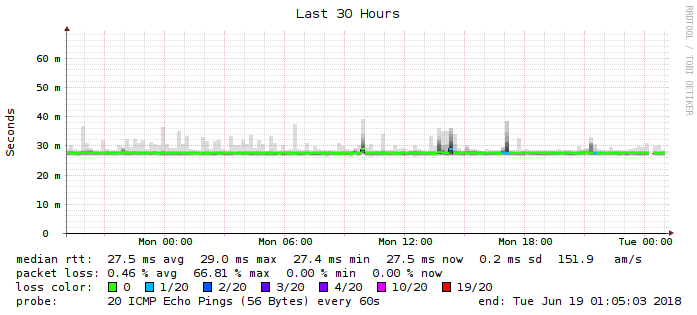 Last 30 Hours
RRDTOOL / TOBI OETIKER
Seconds
60 m
50 m
40 m
30 m
20 m
10 m
0
Mon 00:00 Mon 06:00 Mon 12:00 Mon 18:00 Tue 00:00
median rtt: 27.5 ms avg 29.0 ms max 27.4 ms min 27.5 ms now 0.2 ms sd 151.9 am/s
packet loss: 0.46 % avg 66.81 % max 0.00 % min 0.00 % now
loss color: 0 1/20 2/20 3/20 4/20 10/20 19/20
probe: 20 ICMP Echo Pings (56 Bytes) every 60s end: Tue Jun 19 01:05:03 2018